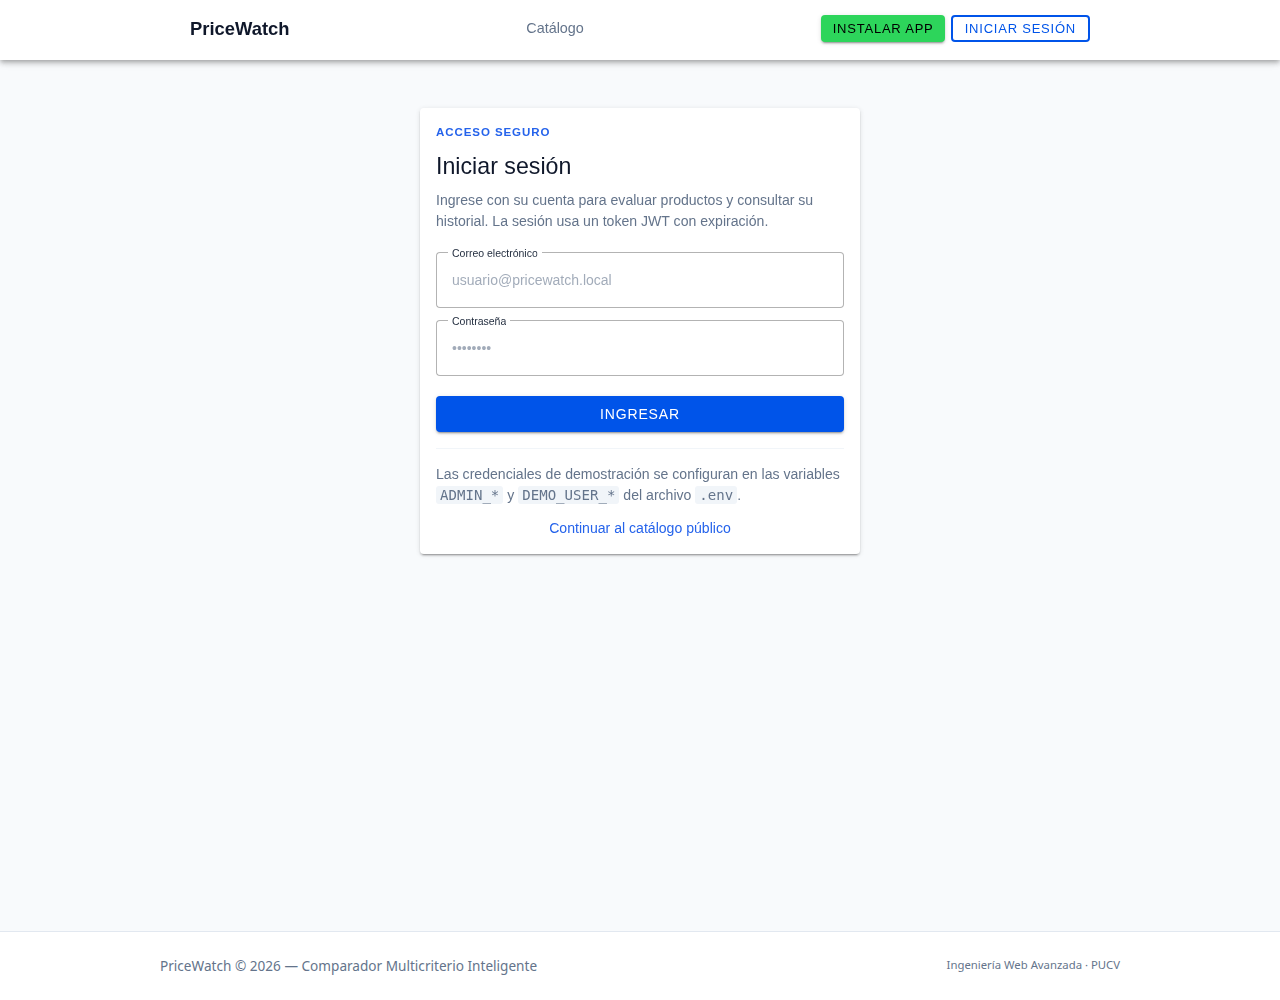 PriceWatch
Catálogo
INSTALAR APP
INICIAR SESIÓN
ACCESO SEGURO
Iniciar sesión
Ingrese con su cuenta para evaluar productos y consultar su
historial. La sesión usa un token JWT con expiración.
Correo electrónico
usuario@pricewatch.local
Contraseña
••••••••
INGRESAR
Las credenciales de demostración se configuran en las variables
ADMIN_* y DEMO_USER_* del archivo .env.
Continuar al catálogo público
PriceWatch © 2026 — Comparador Multicriterio Inteligente
Ingeniería Web Avanzada · PUCV